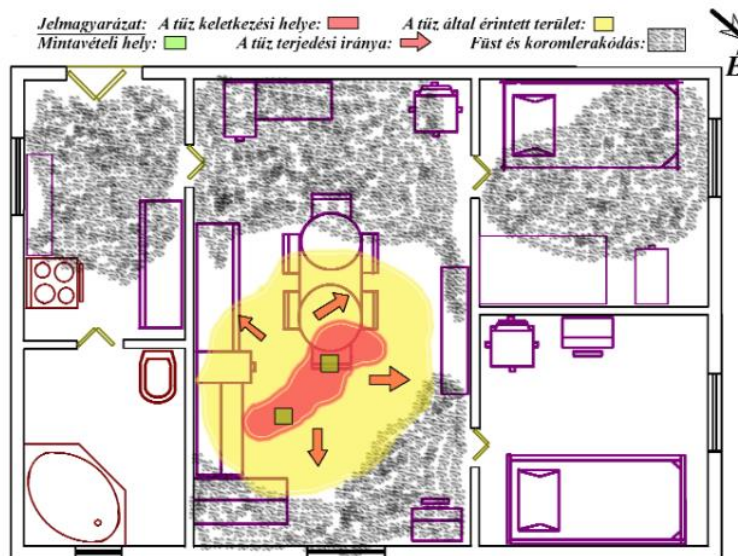 Jelmagyarázat: A tűz keletkezési helye: A tűz által érintett terület:
Mintavételi hely: A tűz terjedési iránya: Füst és koromlerakódás:
É